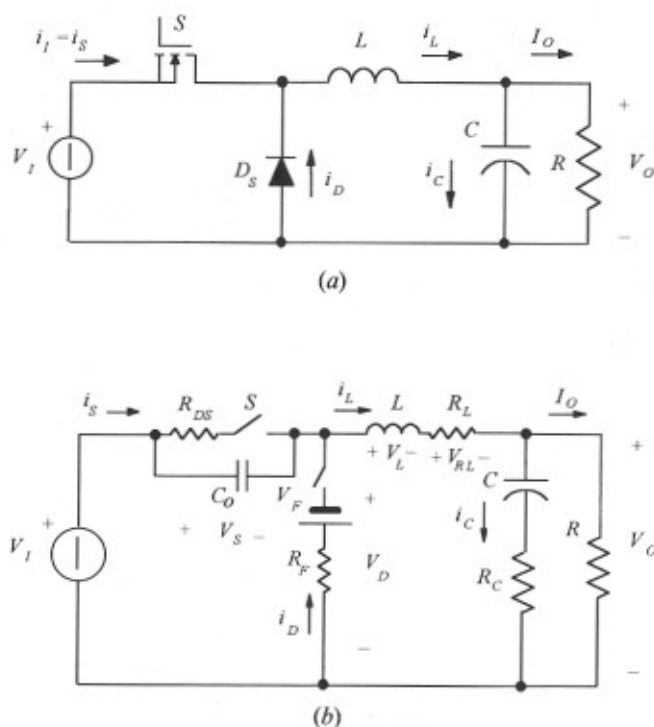 i_I = i_S
S
L
i_L
I_O
+
V_I
D_S
i_D
C
i_C
R
+
V_O
−
(a)
i_S
R_DS
S
i_L
L
R_L
I_O
+ V_L −
+ V_RL −
C_O
+ V_S −
V_F
+
V_I
R_F
V_D
i_D
−
+
C
i_C
R_C
R
+
V_O
−
(b)